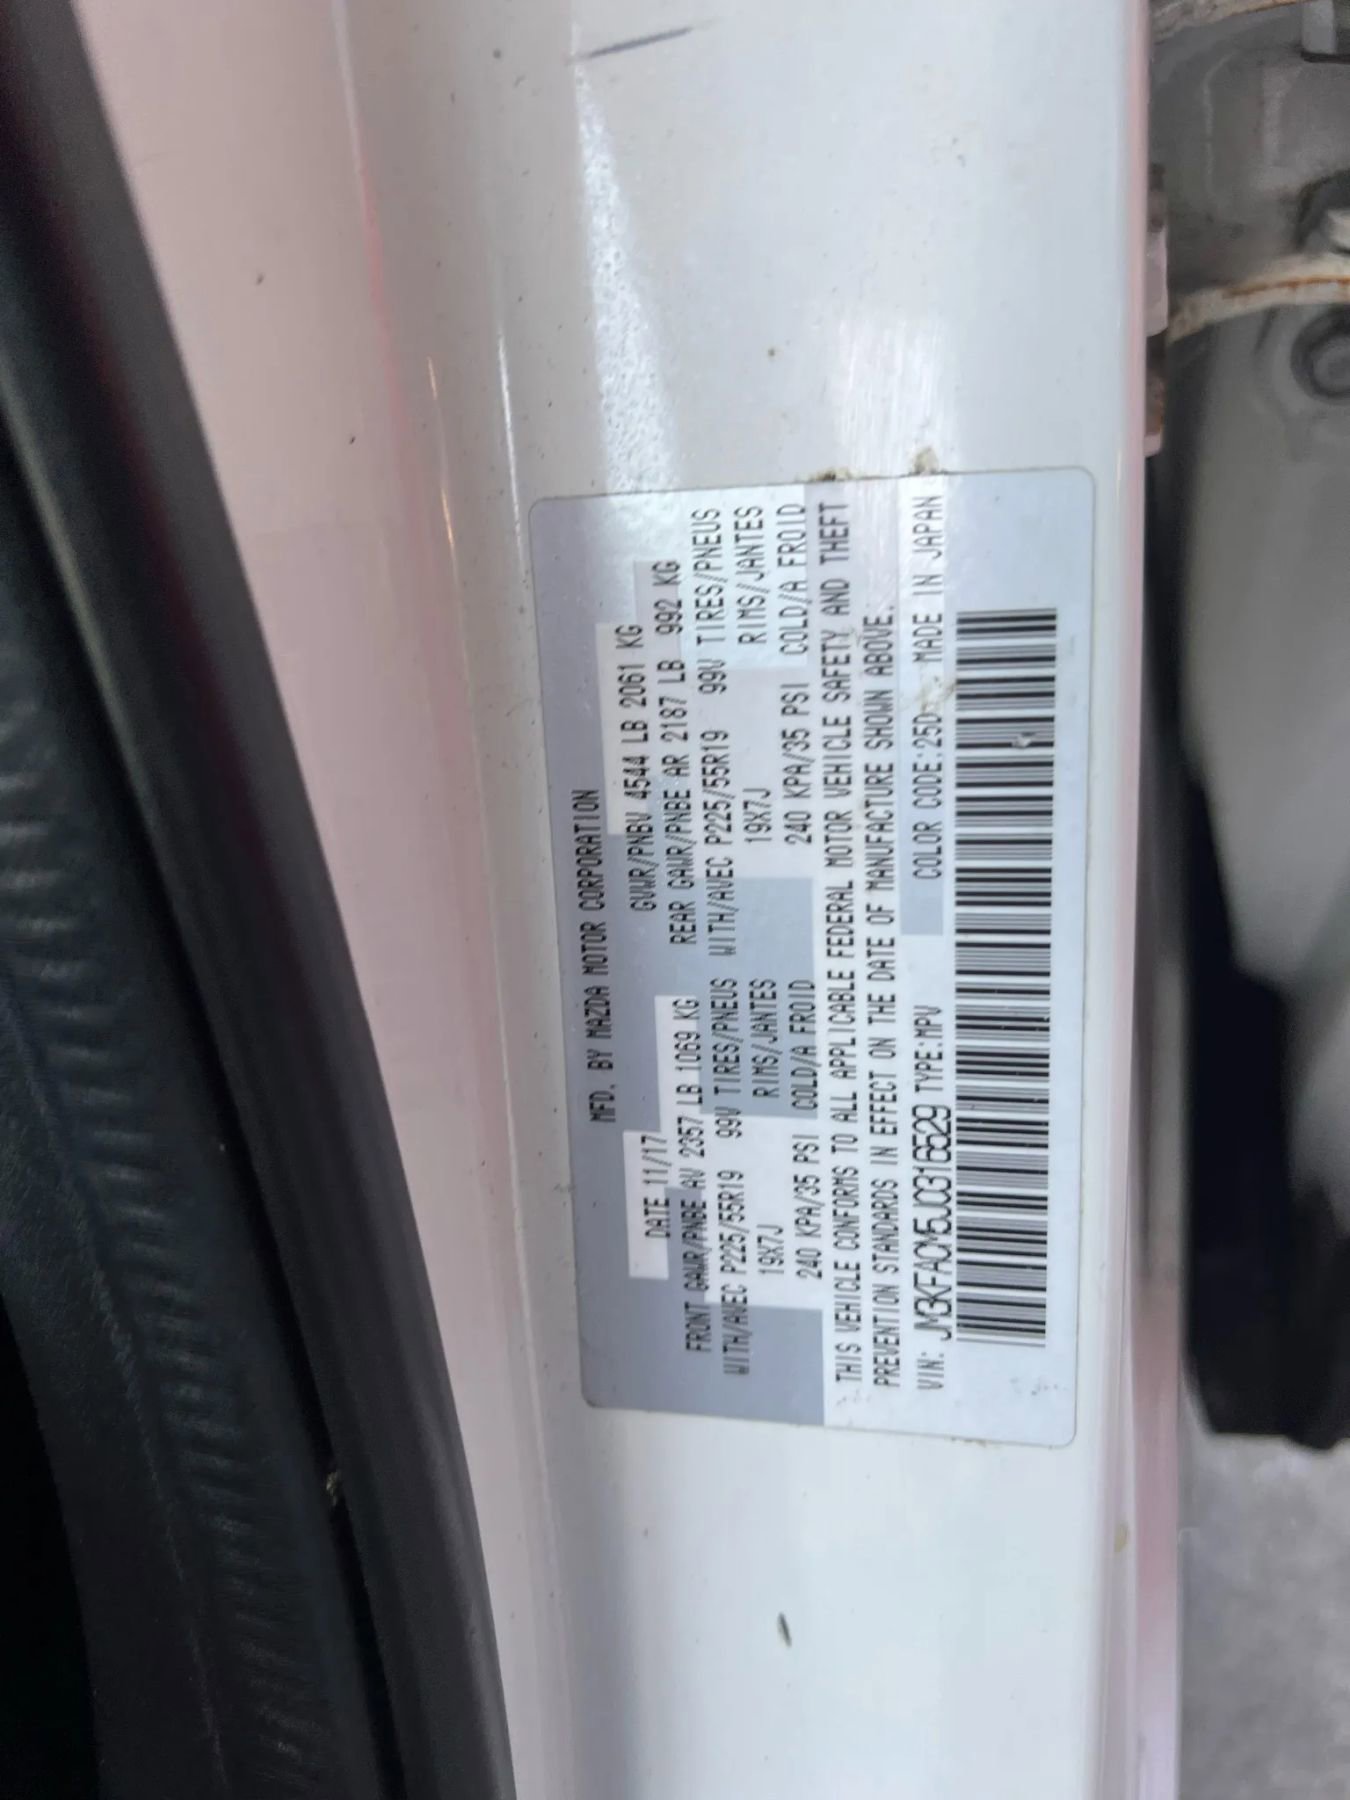 MFD. BY MAZDA MOTOR CORPORATION
DATE 11/17 GVWR/PNBV 4544 LB 2061 KG
FRONT GAWR/PNBE AV 2357 LB 1069 KG REAR GAWR/PNBE AR 2187 LB 992 KG
WITH/AVEC P225/55R19 99V TIRES/PNEUS WITH/AVEC P225/55R19 99V TIRES/PNEUS
19X7J RIMS/JANTES 19X7J RIMS/JANTES
240 KPA/35 PSI COLD/A FROID 240 KPA/35 PSI COLD/A FROID
THIS VEHICLE CONFORMS TO ALL APPLICABLE FEDERAL MOTOR VEHICLE SAFETY AND THEFT
PREVENTION STANDARDS IN EFFECT ON THE DATE OF MANUFACTURE SHOWN ABOVE.
VIN: JM3KFACM5J0316529 TYPE:MPV COLOR CODE:25D MADE IN JAPAN